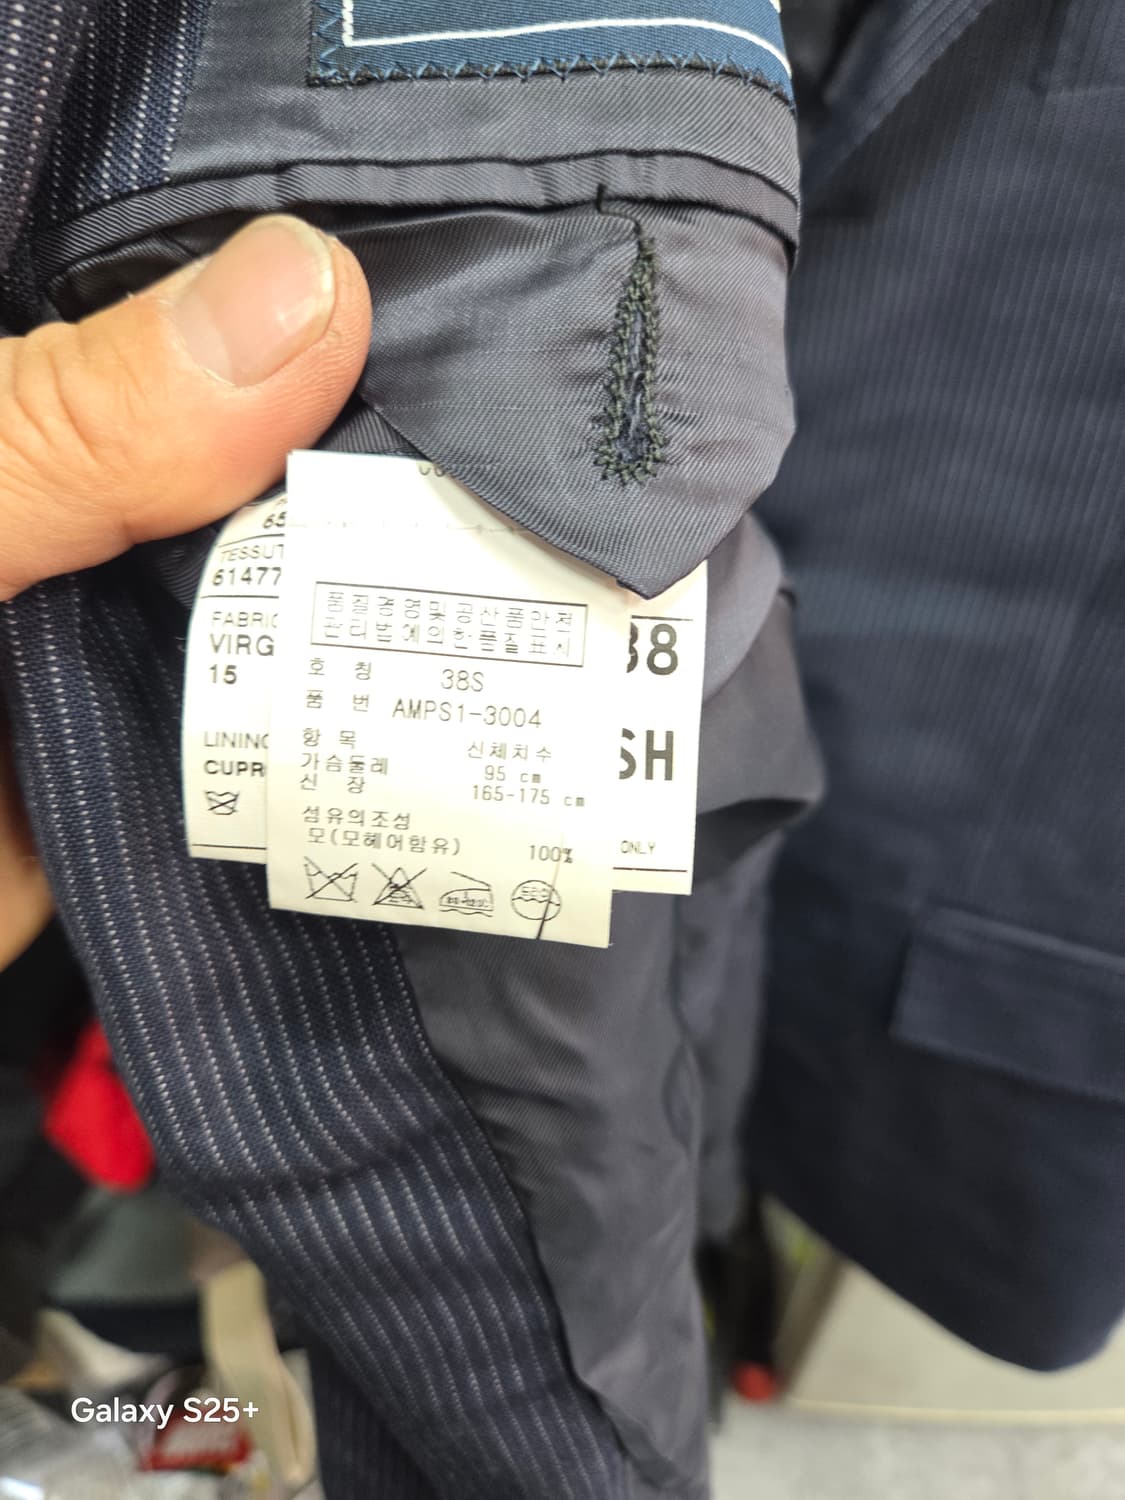 65
TESSUT
61477
FABRIC
VIRG
15
LINING
CUPR
품질경영및공산품안전
관리법에의한품질표시
호 칭 38S
품 번 AMPS1-3004
항 목 신체치수
가슴둘레 95 cm
신 장 165-175 cm
섬유의조성
모(모헤어함유) 100%
38
SH
ONLY
Galaxy S25+